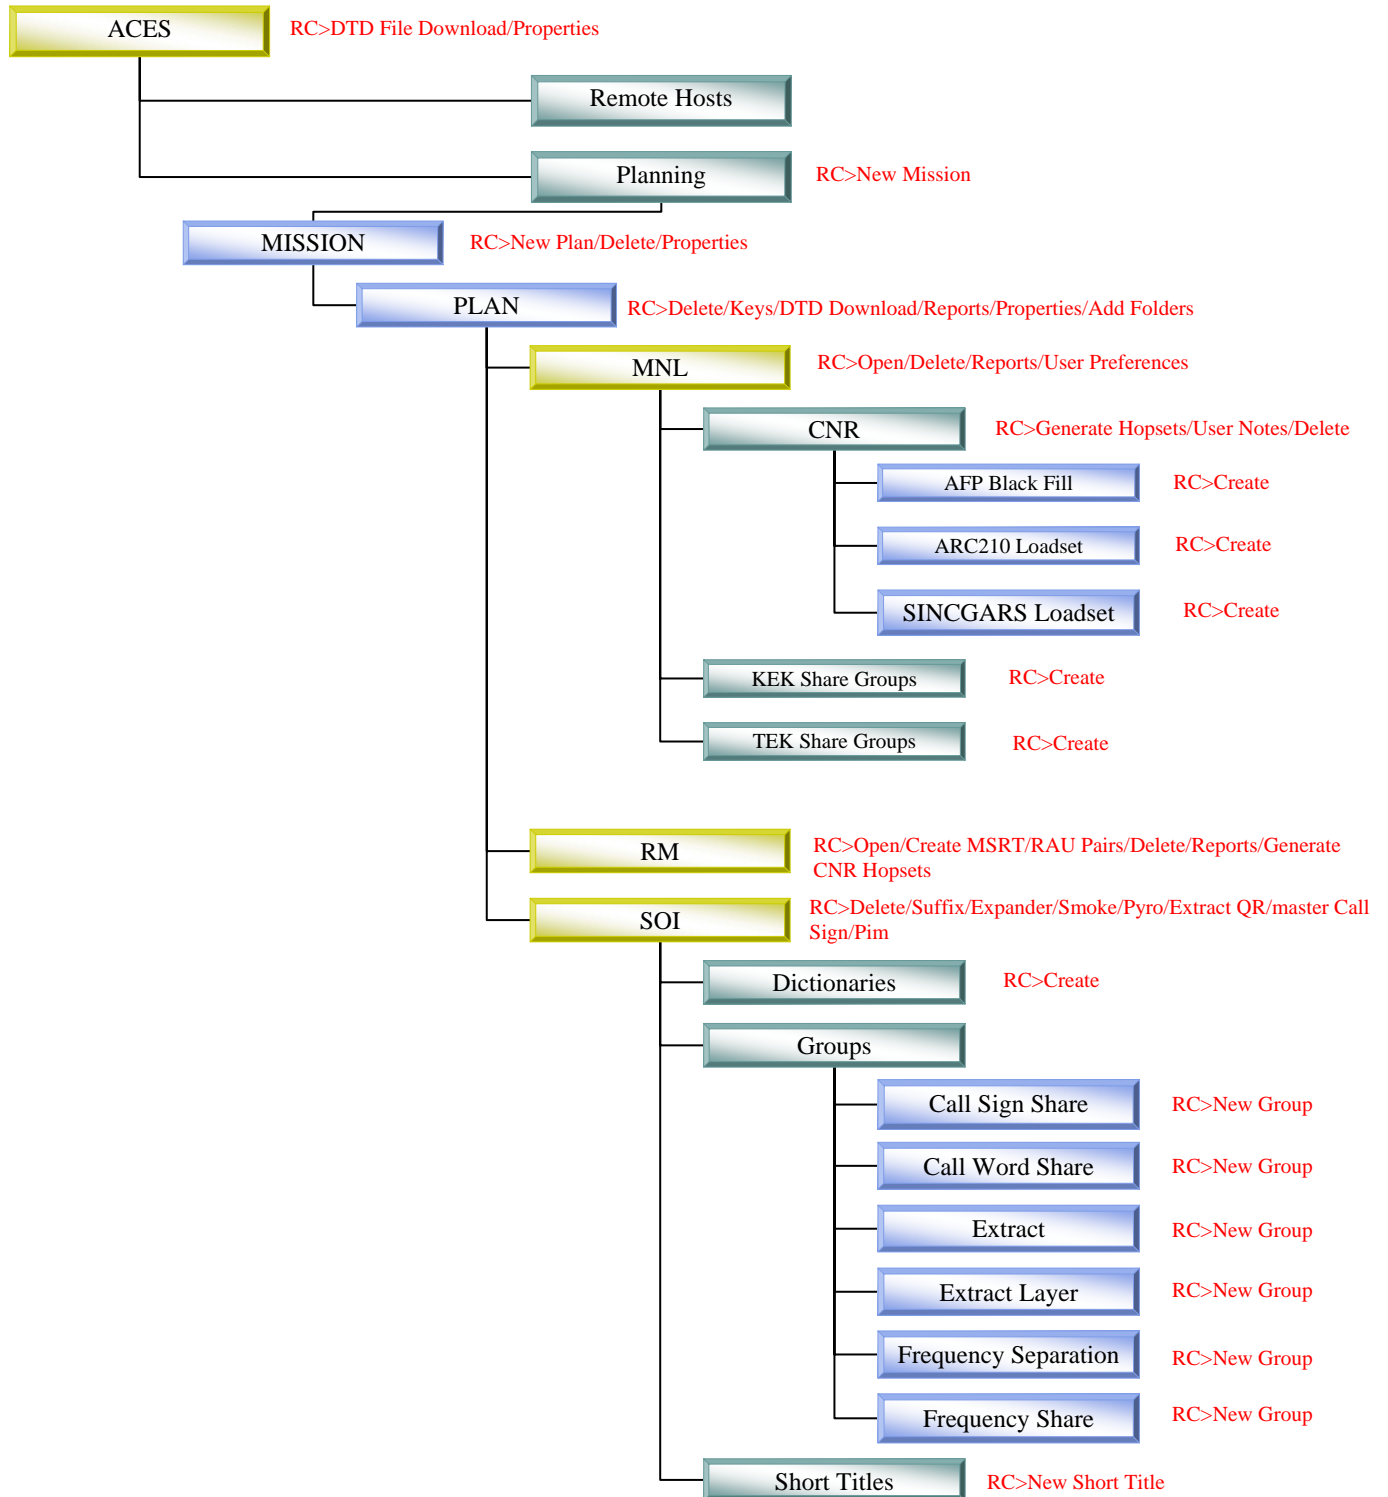 ACES
RC>DTD File Download/Properties
Remote Hosts
Planning
RC>New Mission
MISSION
RC>New Plan/Delete/Properties
PLAN
RC>Delete/Keys/DTD Download/Reports/Properties/Add Folders
MNL
RC>Open/Delete/Reports/User Preferences
CNR
RC>Generate Hopsets/User Notes/Delete
AFP Black Fill
RC>Create
ARC210 Loadset
RC>Create
SINCGARS Loadset
RC>Create
KEK Share Groups
RC>Create
TEK Share Groups
RC>Create
RM
RC>Open/Create MSRT/RAU Pairs/Delete/Reports/Generate
CNR Hopsets
SOI
RC>Delete/Suffix/Expander/Smoke/Pyro/Extract QR/master Call
Sign/Pim
Dictionaries
RC>Create
Groups
Call Sign Share
RC>New Group
Call Word Share
RC>New Group
Extract
RC>New Group
Extract Layer
RC>New Group
Frequency Separation
RC>New Group
Frequency Share
RC>New Group
Short Titles
RC>New Short Title